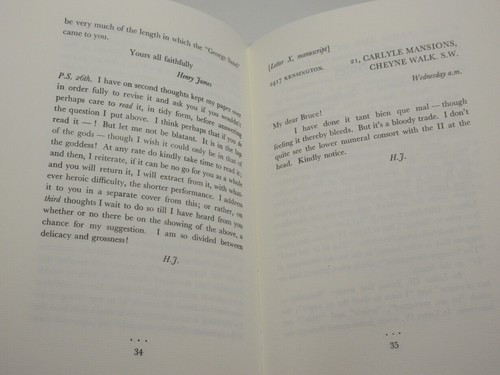 be very much of the length in which the "George Sand"
came to you.
Yours all faithfully
Henry James
P.S. 26th. I have on second thoughts kept my paper over
in order fully to revise it and ask you if you wouldn't
perhaps care to read it, in tidy form, before answering
the question I put above. I think perhaps that if you do
read it — ! But let me not be blatant. It is in the lap
of the gods — though I wish it could only be in that of
the goddess! At any rate do kindly take time to read it;
and then, I reiterate, if it can be no go for you as a whole
and you will return it, I will extract from it, with what-
ever heroic difficulty, the shorter performance. I address
it to you in a separate cover from this; or rather, on
third thoughts I wait to do so till I have heard from you
whether or no there be on the showing of the above, a
chance for my suggestion. I am so divided between
delicacy and grossness!
H.J.
34
[Letter X, manuscript]
2417 KENSINGTON.
21, CARLYLE MANSIONS,
CHEYNE WALK. S.W.
Wednesday a.m.
My dear Bruce!
I have done it tant bien que mal — though
feeling it thereby bleeds. But it's a bloody trade. I don't
quite see the lower numeral consort with the II at the
head. Kindly notice.
H.J.
35